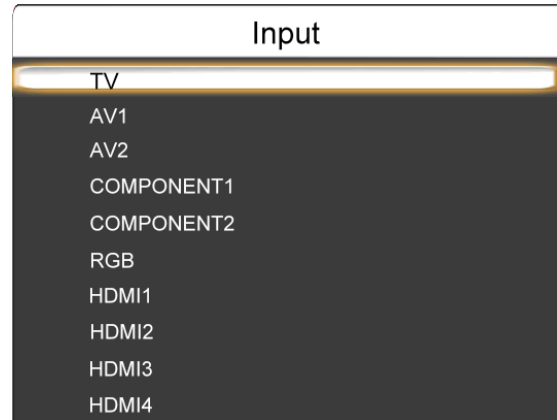 Input
TV
AV1
AV2
COMPONENT1
COMPONENT2
RGB
HDMI1
HDMI2
HDMI3
HDMI4